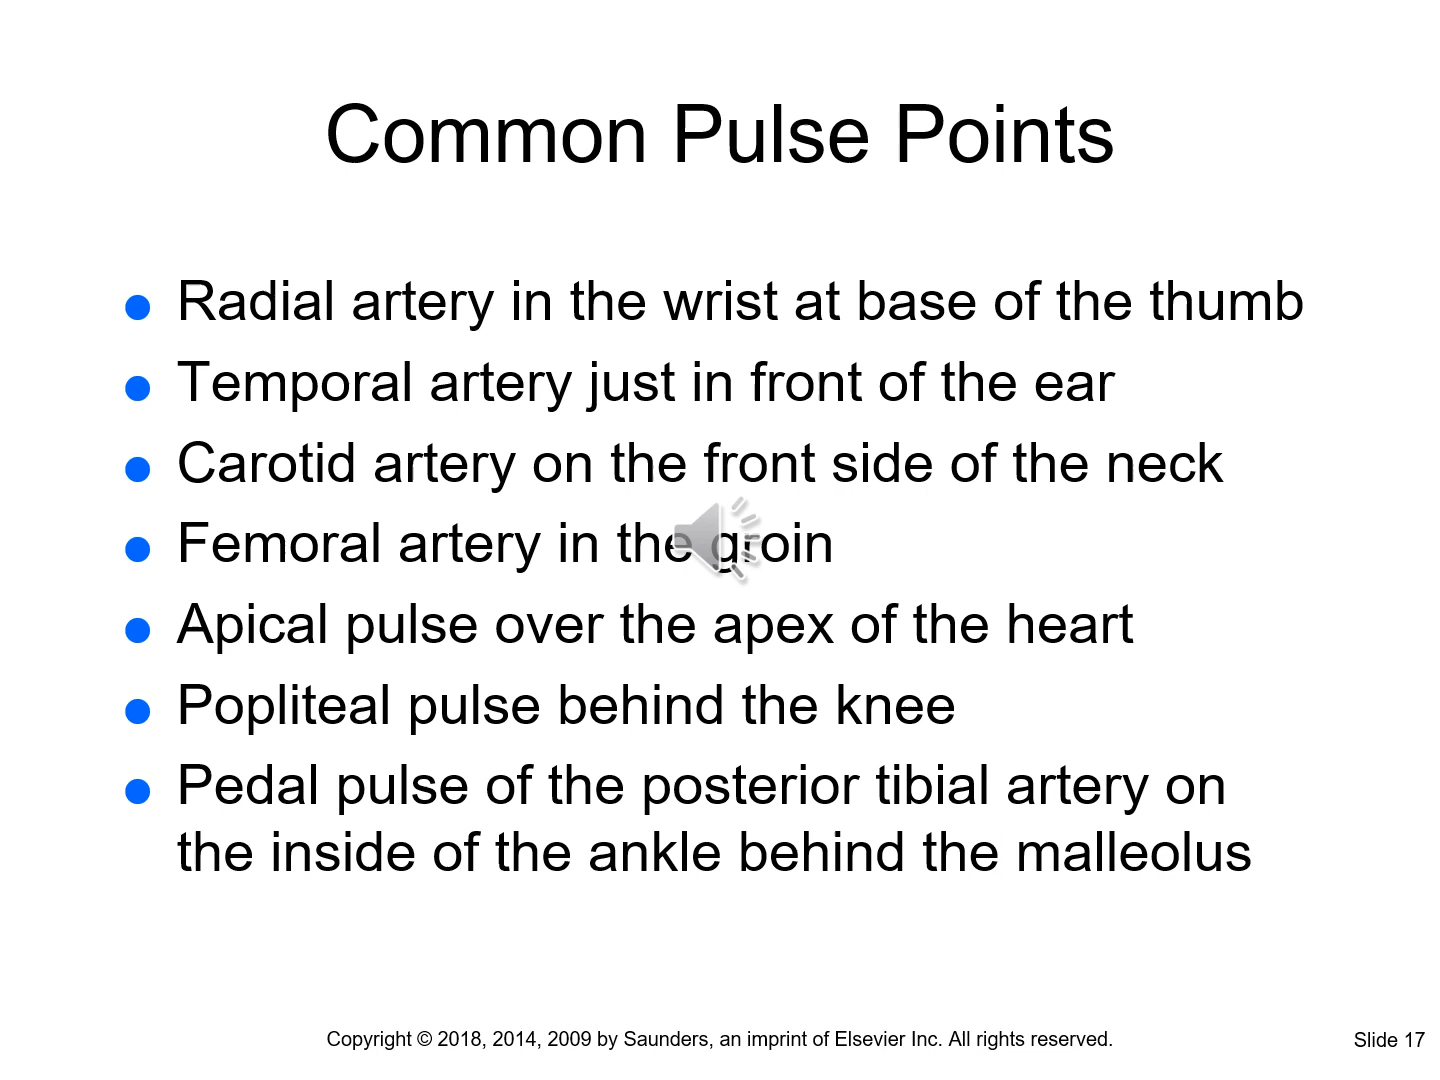 Common Pulse Points
● Radial artery in the wrist at base of the thumb
● Temporal artery just in front of the ear
● Carotid artery on the front side of the neck
● Femoral artery in the groin
● Apical pulse over the apex of the heart
● Popliteal pulse behind the knee
● Pedal pulse of the posterior tibial artery on
the inside of the ankle behind the malleolus
Copyright © 2018, 2014, 2009 by Saunders, an imprint of Elsevier Inc. All rights reserved.
Slide 17